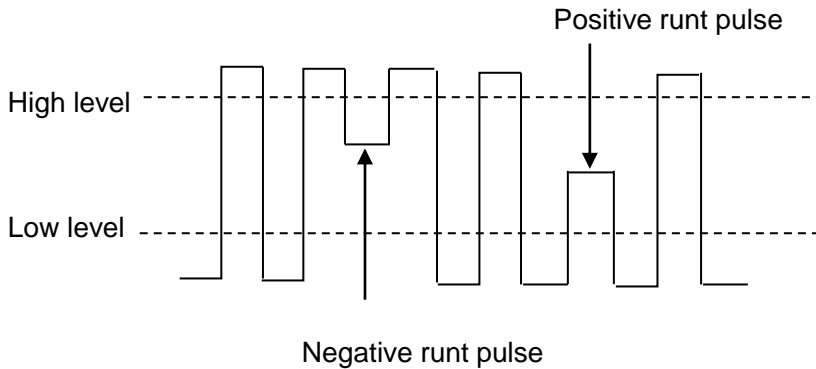 Positive runt pulse
High level
Low level
Negative runt pulse